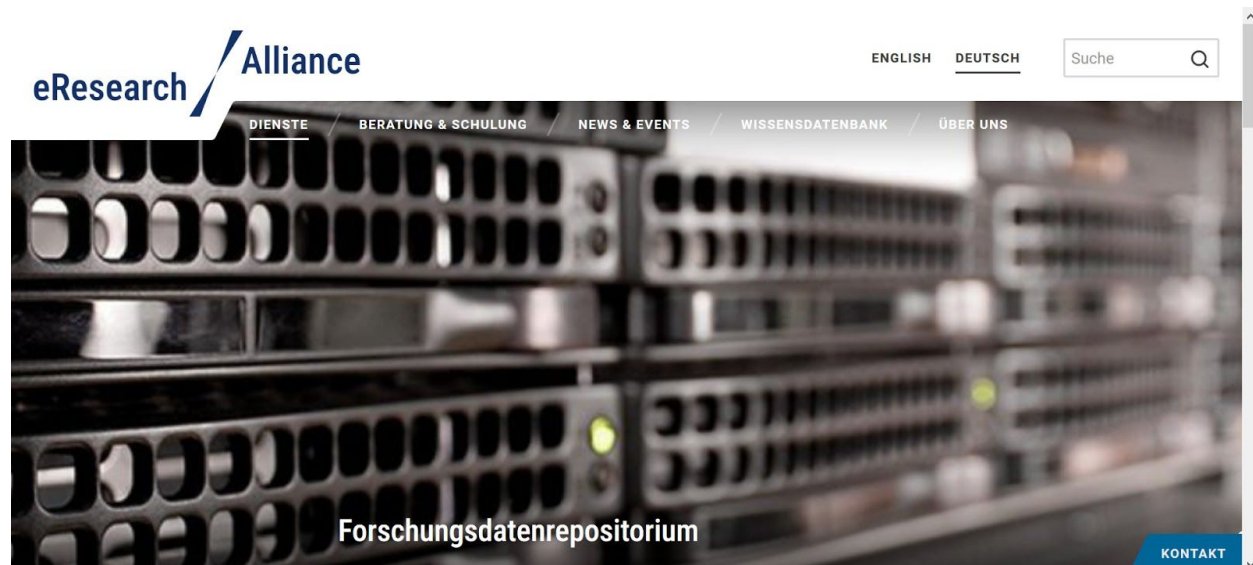 eResearch Alliance
ENGLISH DEUTSCH Suche
DIENSTE / BERATUNG & SCHULUNG / NEWS & EVENTS / WISSENSDATENBANK / ÜBER UNS
Forschungsdatenrepositorium
KONTAKT